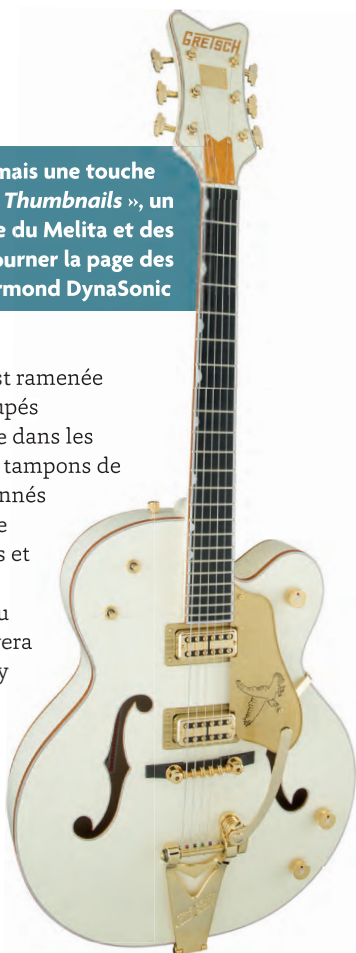 GRETSCH
mais une touche
Thumbnails », un
e du Melita et des
ourner la page des
rmond DynaSonic
st ramenée
upés
e dans les
tampons de
nnés
e
s et
u
vera
y